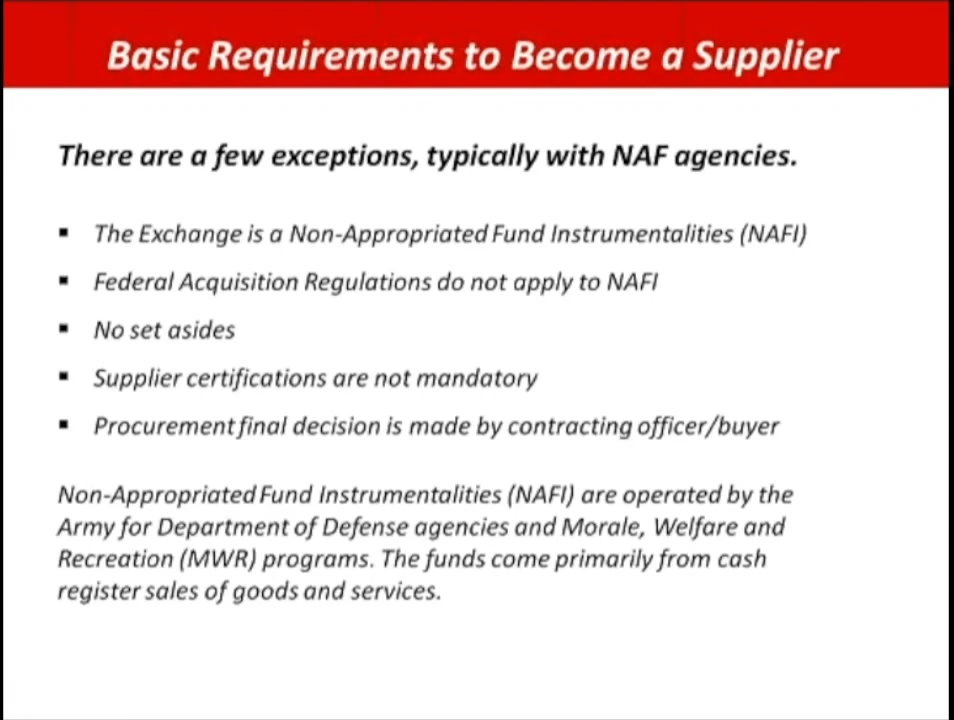 Basic Requirements to Become a Supplier
There are a few exceptions, typically with NAF agencies.
▪ The Exchange is a Non-Appropriated Fund Instrumentalities (NAFI)
▪ Federal Acquisition Regulations do not apply to NAFI
▪ No set asides
▪ Supplier certifications are not mandatory
▪ Procurement final decision is made by contracting officer/buyer
Non-Appropriated Fund Instrumentalities (NAFI) are operated by the
Army for Department of Defense agencies and Morale, Welfare and
Recreation (MWR) programs. The funds come primarily from cash
register sales of goods and services.